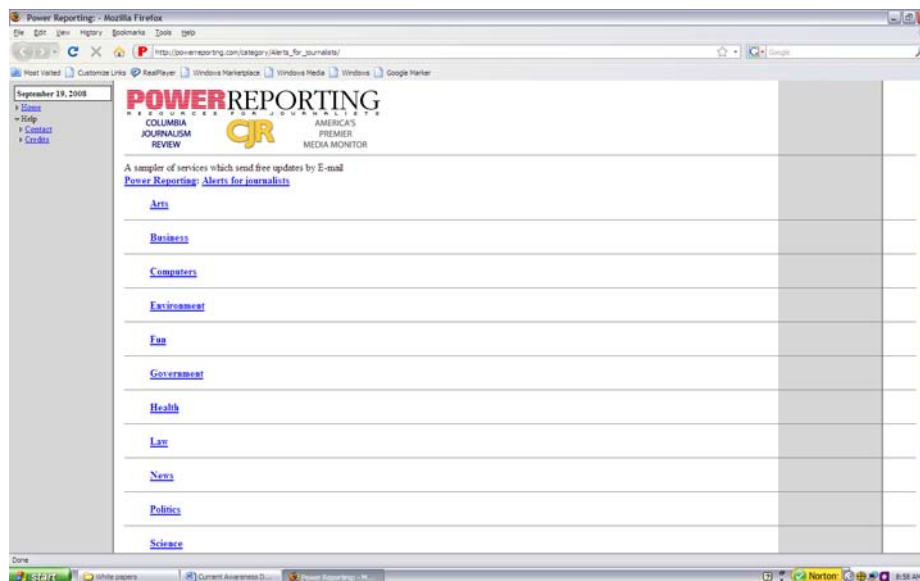 Power Reporting: - Mozilla Firefox
File Edit View History Bookmarks Tools Help
http://powerreporting.com/category/Alerts_for_journalists/
Google
Most Visited Customize Links RealPlayer Windows Marketplace Windows Media Windows Google Marker
September 19, 2008
Home
Help
Contact
Credits
POWERREPORTING
RESOURCES FOR JOURNALISTS
COLUMBIA
JOURNALISM
REVIEW
CJR
AMERICA'S
PREMIER
MEDIA MONITOR
A sampler of services which send free updates by E-mail
Power Reporting: Alerts for journalists
Arts
Business
Computers
Environment
Fun
Government
Health
Law
News
Politics
Science
Done
start White papers Current Awareness D... Power Reporting: - M... Norton 8:58 AM